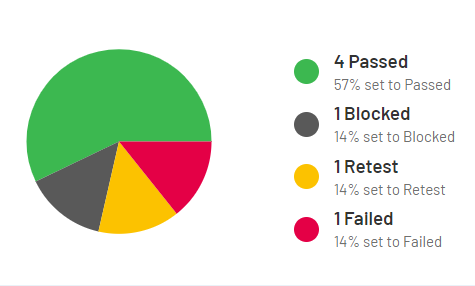 4 Passed
57% set to Passed
1 Blocked
14% set to Blocked
1 Retest
14% set to Retest
1 Failed
14% set to Failed